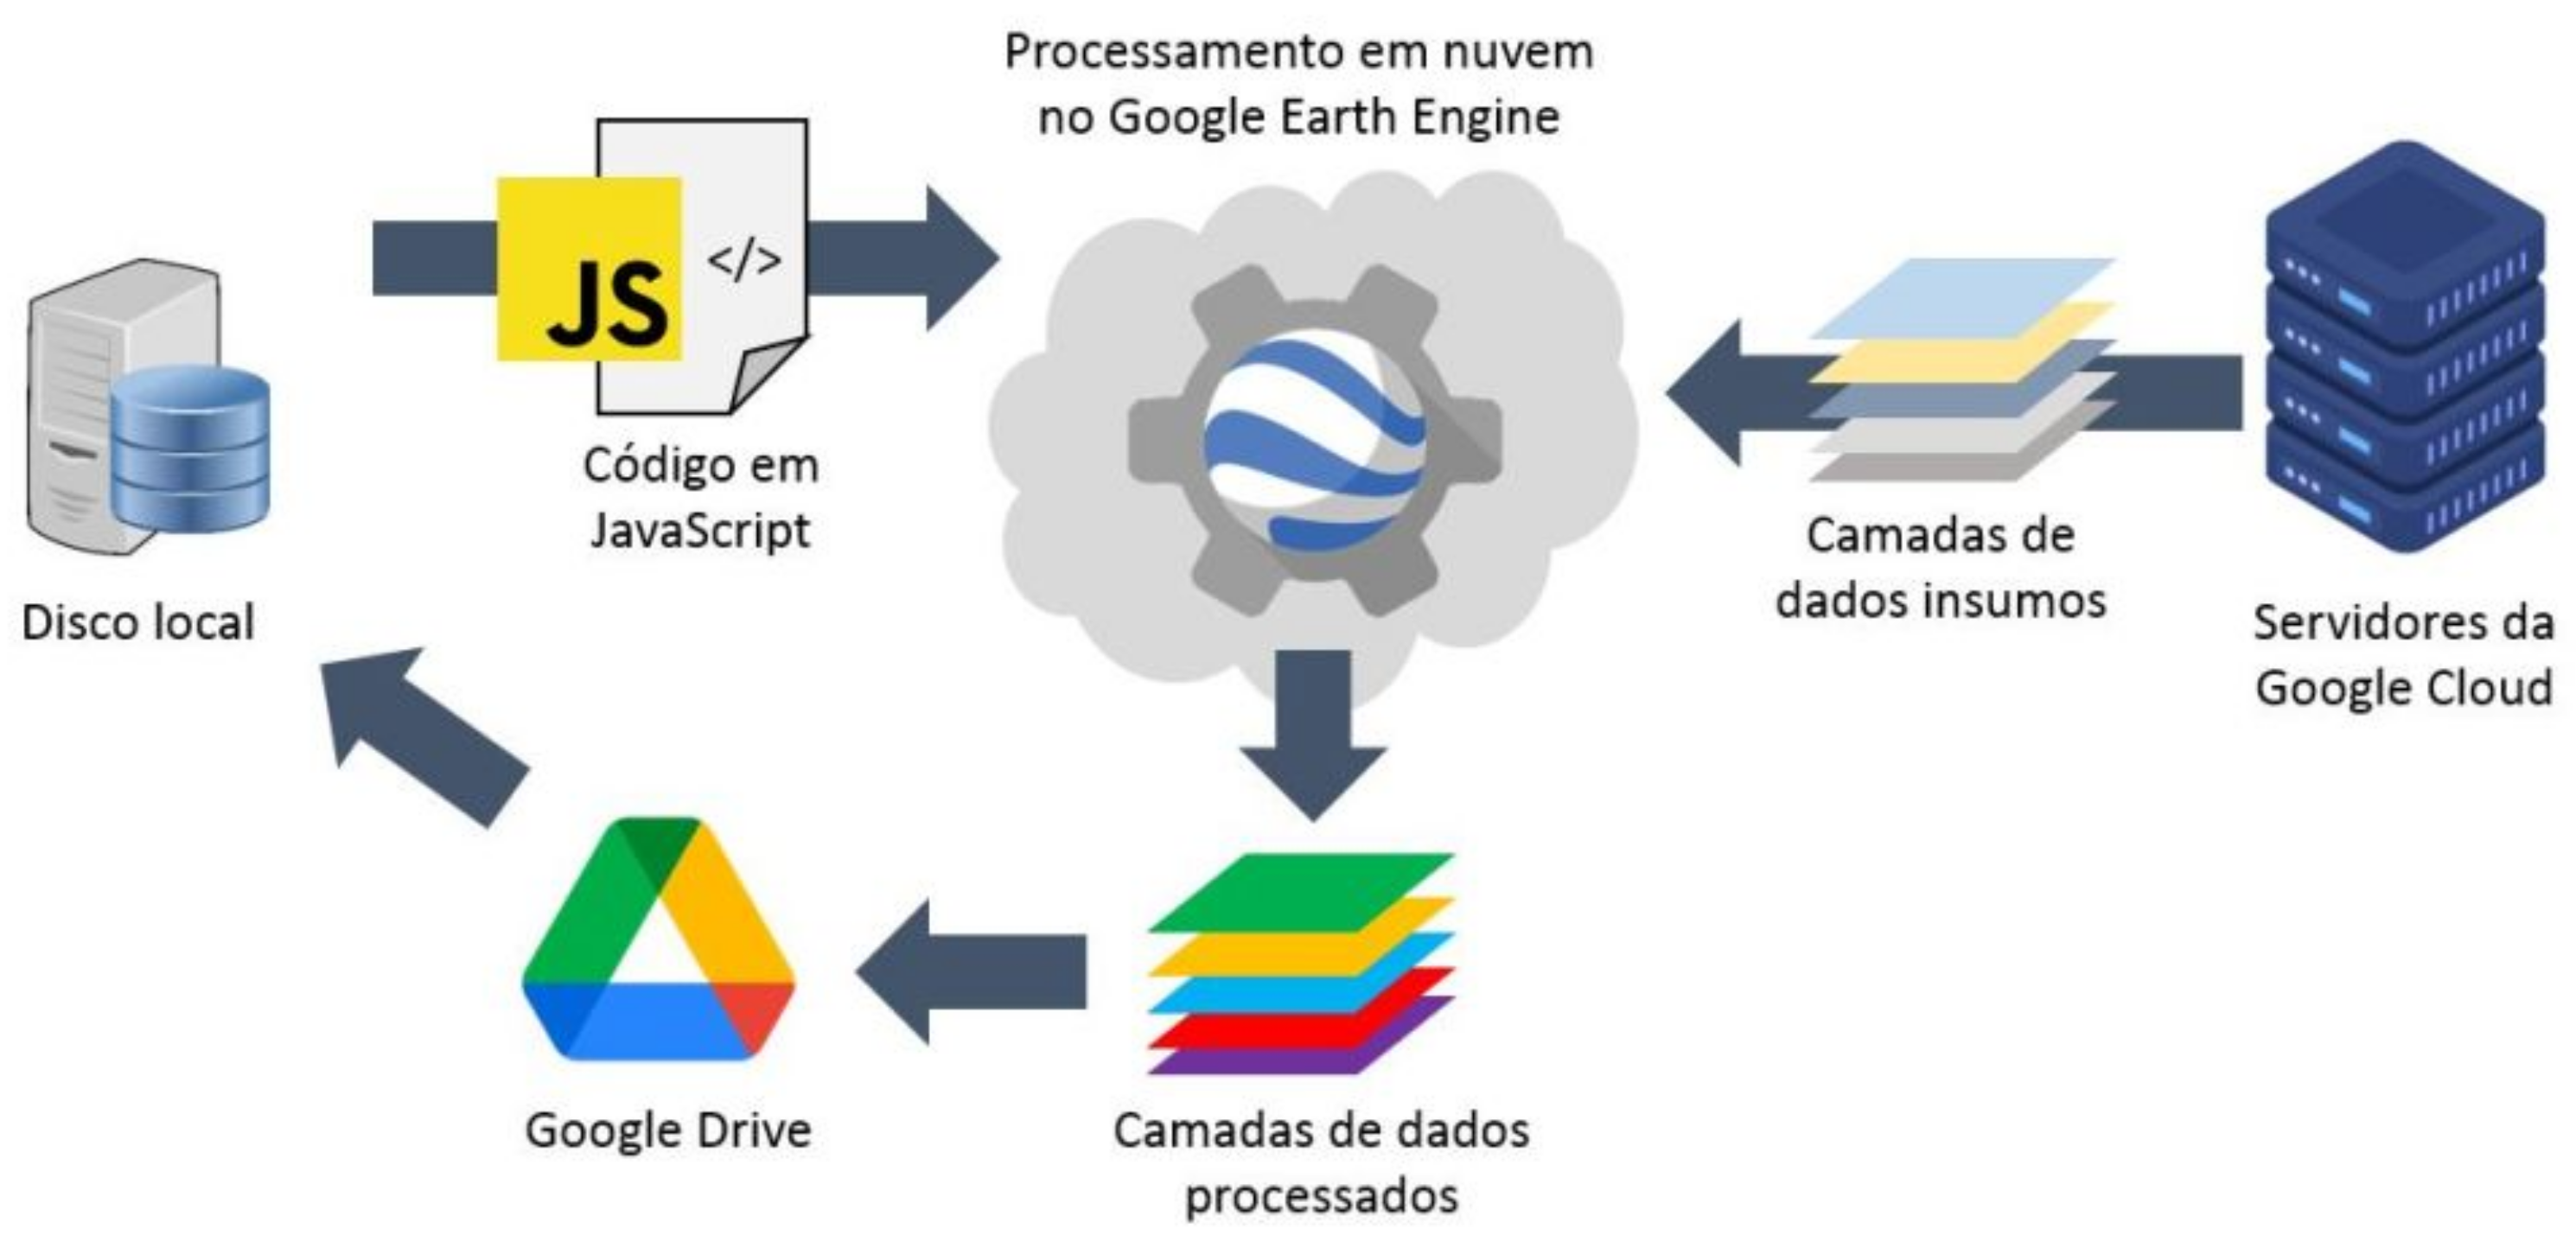 Processamento em nuvem
no Google Earth Engine
JS
</>
Código em
JavaScript
Disco local
Camadas de
dados insumos
Servidores da
Google Cloud
Google Drive
Camadas de dados
processados